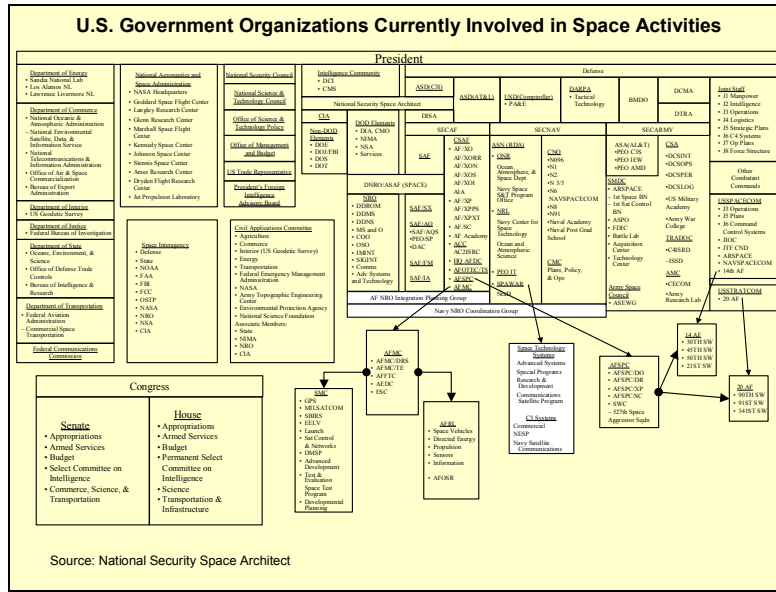 U.S. Government Organizations Currently Involved in Space Activities
President
Department of Energy
• Sandia National Lab
• Los Alamos NL
• Lawrence Livermore NL
Department of Commerce
• National Oceanic &
Atmospheric Administration
• National Environmental
Satellite, Data, &
Information Service
• National
Telecommunications &
Information Administration
• Office of Air & Space
Commercialization
• Bureau of Export
Administration
Department of Interior
• US Geodetic Survey
Department of Justice
• Federal Bureau of Investigation
Department of State
• Oceans, Environment,
& Science
• Office of Defense Trade
Controls
• Bureau of Intelligence &
Research
Department of Transportation
• Federal Aviation
Administration
– Commercial Space
Transportation
Federal Communications
Commission
National Aeronautics and
Space Administration
• NASA Headquarters
• Goddard Space Flight Center
• Langley Research Center
• Glenn Research Center
• Marshall Space Flight
Center
• Kennedy Space Center
• Johnson Space Center
• Stennis Space Center
• Ames Research Center
• Dryden Flight Research
Center
• Jet Propulsion Laboratory
Space Interagency
• Defense
• State
• NOAA
• FAA
• FBI
• FCC
• OSTP
• NASA
• NRO
• NSA
• CIA
National Security Council
National Science &
Technology Council
Office of Science &
Technology Policy
Office of Management
and Budget
US Trade Representative
President's Foreign
Intelligence
Advisory Board
Civil Applications Committee
• Agriculture
• Commerce
• Interior (US Geodetic Survey)
• Energy
• Transportation
• Federal Emergency Management
Administration
• NASA
• Army Topographic Engineering
Center
• Environmental Protection Agency
• National Science Foundation
Associate Members:
• State
• NIMA
• NRO
• CIA
Intelligence Community
• DCI
• CMS
National Security Space Architect
CIA
Non-DOD
Elements
• DOE
• DOJ/FBI
• DOS
• DOT
DOD Elements
• DIA, CMO
• NIMA
• NSA
• Services
DNRO/ASAF (SPACE)
NRO
• DDROM
• DDMS
• DDNS
• MS and O
• COO
• OSO
• IMINT
• SIGINT
• Comms
• Adv Systems
and Technology
Defense
ASD(C3I)
ASD(AT&L)
USD(Comptroller)
• PA&E
DARPA
• Tactical
Technology
BMDO
DCMA
DTRA
DISA
SECAF
SECNAV
SECARMY
SAF
SAF/SX
SAF/AQ
•SAF/AQS
•PEO/SP
•DAC
SAF/FM
SAF/IA
CSAF
• AF/XO
• AF/XORR
• AF/XON
• AF/XOS
• AF/XOI
AIA
• AF/XP
• AF/XPPS
• AF/XPXT
• AF/SC
• AF Academy
ACC
AC2ISRC
HQ AFDC
AFOTEC/TS
AFSPC
AFMC
ASN (RDA)
• ONR
Ocean,
Atmosphere, &
Space Dept
Navy Space
S&T Program
Office
• NRL
Navy Center for
Space
Technology
Ocean and
Atmospheric
Science
• PEO IT
• SPAWAR
CNO
•N096
•N1
•N2
•N 3/5
•N6
NAVSPACECOM
•N8
•N91
•Naval Academy
•Naval Post Grad
School
CMC
Plans, Policy,
& Ops
ASA(AL&T)
•PEO C3S
•PEO IEW
•PEO AMD
SMDC
• ARSPACE
– 1st Space BN
– 1st Sat Control
BN
• ASPO
• FDIC
• Battle Lab
• Acquisition
Center
• Technology
Center
Army Space
Council
• ASEWG
CSA
•DCSINT
•DCSOPS
•DCSPER
•DCSLOG
•US Military
Academy
•Army War
College
TRADOC
•C4ISRD
–ISSD
AMC
•CECOM
•Army
Research Lab
Joint Staff
• J1 Manpower
• J2 Intelligence
• J3 Operations
• J4 Logistics
• J5 Strategic Plans
• J6 C4 Systems
• J7 Op Plans
• J8 Force Structure
Other
Combatant
Commands
USSPACECOM
• J3 Operations
• J5 Plans
• J6 Command
Control Systems
• JIOC
• JTF CND
• ARSPACE
• NAVSPACECOM
• 14th AF
USSTRATCOM
• 20 AF
AF NRO Integration Planning Group
Navy NRO Coordination Group
Congress
Senate
• Appropriations
• Armed Services
• Budget
• Select Committee on
Intelligence
• Commerce, Science, &
Transportation
House
• Appropriations
• Armed Services
• Budget
• Permanent Select
Committee on
Intelligence
• Science
• Transportation &
Infrastructure
SMC
• GPS
• MILSATCOM
• SBIRS
• EELV
• Launch
• Sat Control
& Networks
• DMSP
• Advanced
Development
• Test &
Evaluation
Space Test
Program
• Developmental
Planning
AFMC
• AFMC/DRS
• AFMC/TE
• AFFTC
• AEDC
• ESC
AFRL
• Space Vehicles
• Directed Energy
• Propulsion
• Sensors
• Information
• AFOSR
Space Technology
Systems
Advanced Systems
Special Programs
Research &
Development
Communications
Satellite Program
C3 Systems
Commercial
NESP
Navy Satellite
Communications
AFSPC
• AFSPC/DO
• AFSPC/DR
• AFSPC/XP
• AFSPC/SC
• SWC
– 527th Space
Aggressor Sqdn
14 AF
• 30TH SW
• 45TH SW
• 50TH SW
• 21ST SW
20 AF
• 90TH SW
• 91ST SW
• 341ST SW
Source: National Security Space Architect